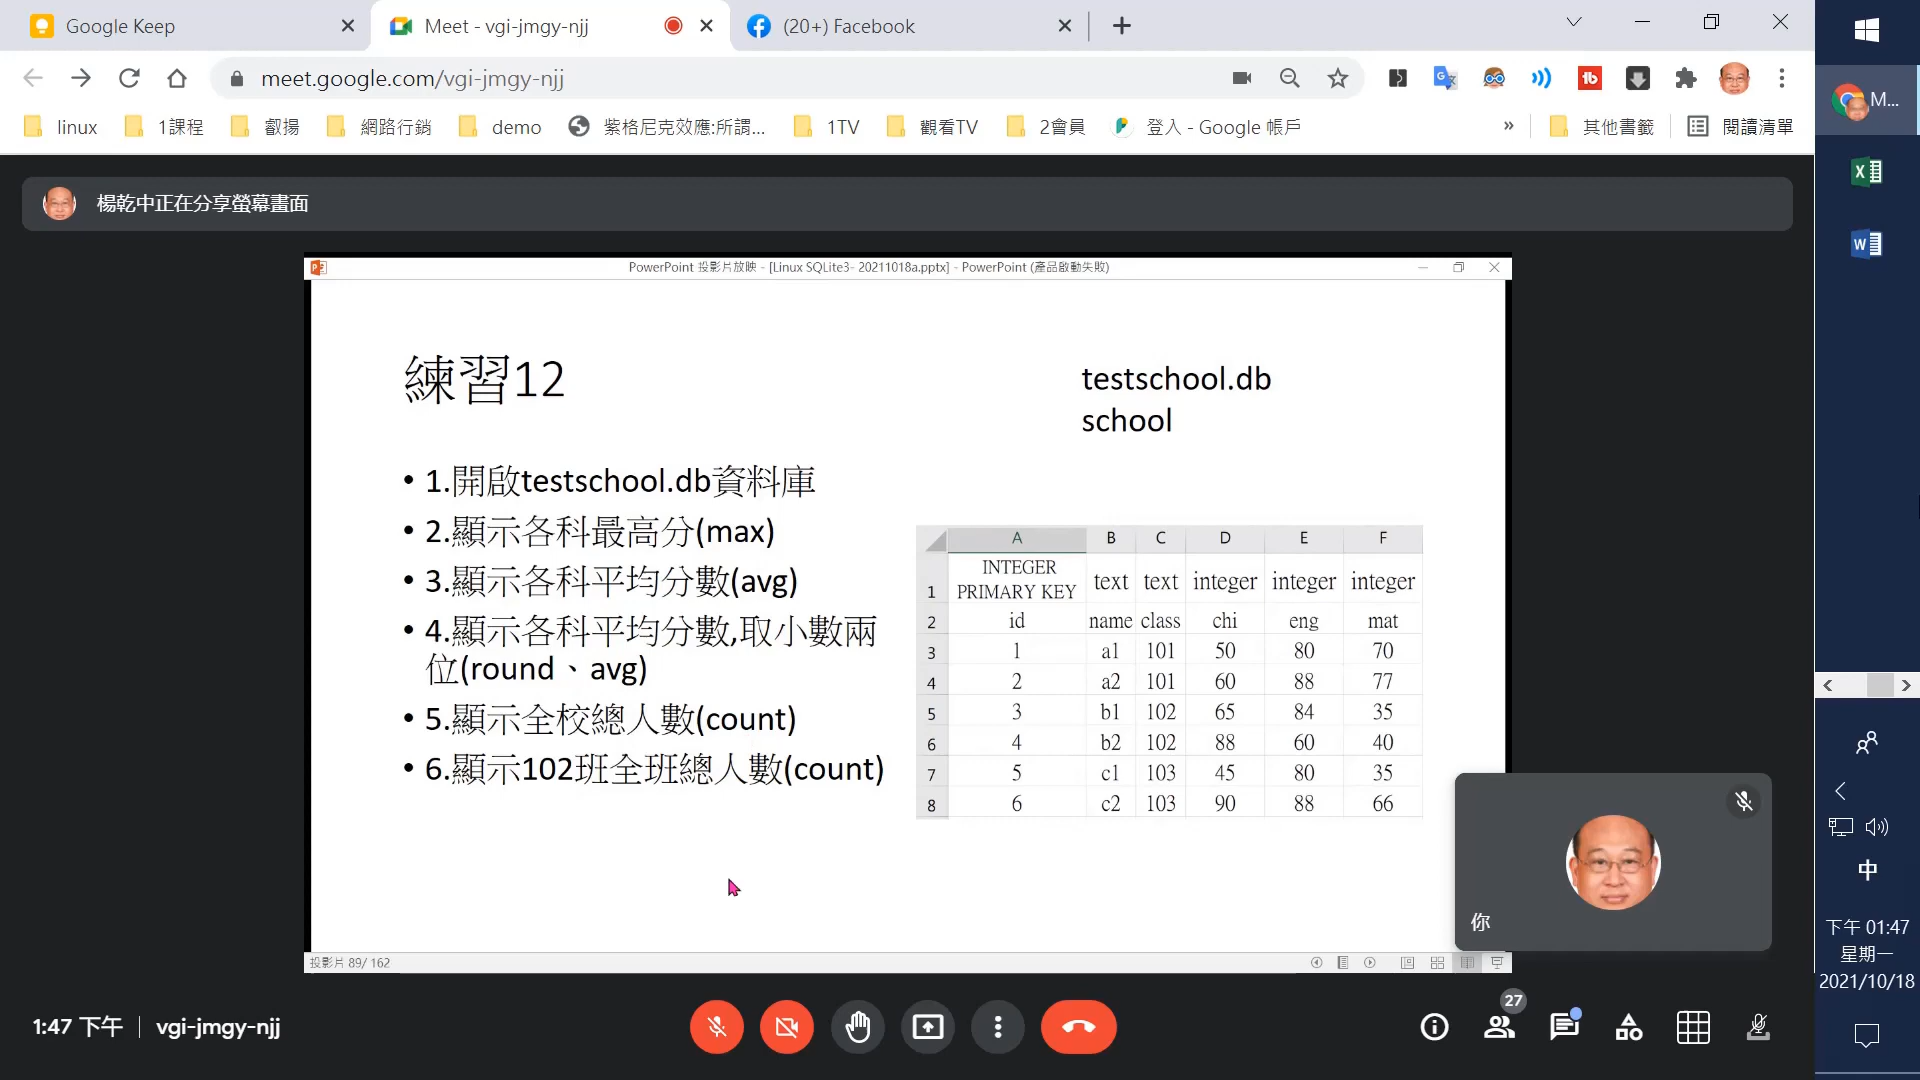 Google Keep
Meet - vgi-jmgy-njj
(20+) Facebook
meet.google.com/vgi-jmgy-njj
linux
1課程
叡揚
網路行銷
demo
紫格尼克效應:所謂...
1TV
觀看TV
2會員
登入 - Google 帳戶
»
其他書籤
閱讀清單
M...
楊乾中正在分享螢幕畫面
PowerPoint 投影片放映 - [Linux SQLite3- 20211018a.pptx] - PowerPoint (產品啟動失敗)
練習12
testschool.db
school
• 1.開啟testschool.db資料庫
• 2.顯示各科最高分(max)
• 3.顯示各科平均分數(avg)
• 4.顯示各科平均分數,取小數兩
位(round、avg)
• 5.顯示全校總人數(count)
• 6.顯示102班全班總人數(count)
A B C D E F
1 INTEGER PRIMARY KEY text text integer integer integer
2 id name class chi eng mat
3 1 a1 101 50 80 70
4 2 a2 101 60 88 77
5 3 b1 102 65 84 35
6 4 b2 102 88 60 40
7 5 c1 103 45 80 35
8 6 c2 103 90 88 66
你
投影片 89/ 162
1:47 下午 | vgi-jmgy-njj
27
中
下午 01:47
星期一
2021/10/18